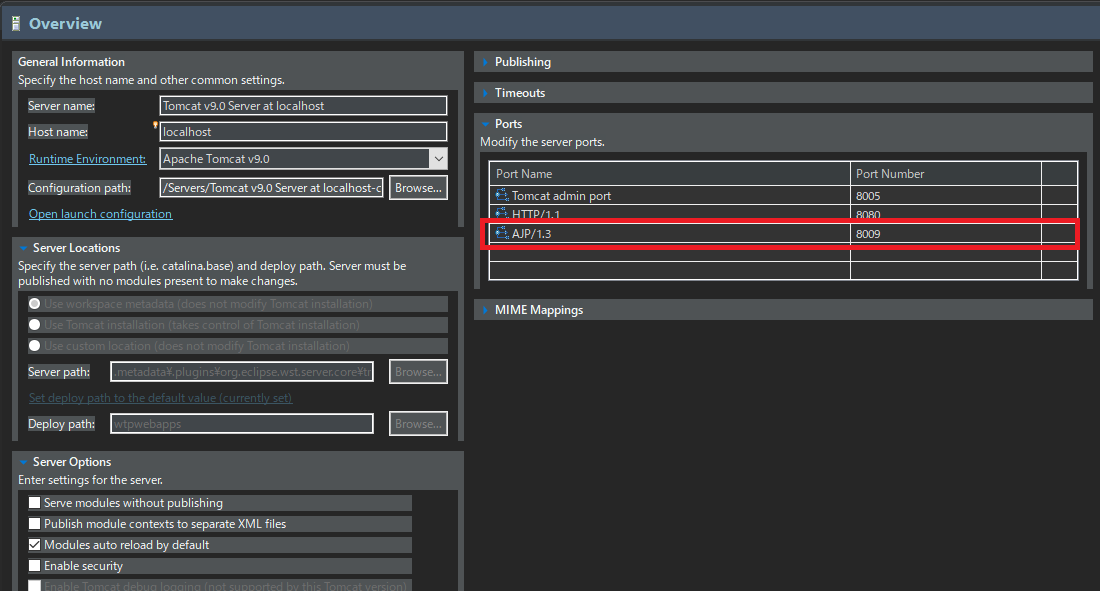 Overview
General Information
Specify the host name and other common settings.
Server name: Tomcat v9.0 Server at localhost
Host name: localhost
Runtime Environment: Apache Tomcat v9.0
Configuration path: /Servers/Tomcat v9.0 Server at localhost-c Browse...
Open launch configuration
Server Locations
Specify the server path (i.e. catalina.base) and deploy path. Server must be
published with no modules present to make changes.
Use workspace metadata (does not modify Tomcat installation)
Use Tomcat installation (takes control of Tomcat installation)
Use custom location (does not modify Tomcat installation)
Server path: .metadata¥.plugins¥org.eclipse.wst.server.core¥t Browse...
Set deploy path to the default value (currently set)
Deploy path: wtpwebapps Browse...
Server Options
Enter settings for the server.
Serve modules without publishing
Publish module contexts to separate XML files
Modules auto reload by default
Enable security
Enable Tomcat debug logging (not supported by this Tomcat version)
Publishing
Timeouts
Ports
Modify the server ports.
Port Name Port Number
Tomcat admin port 8005
HTTP/1.1 8080
AJP/1.3 8009
MIME Mappings